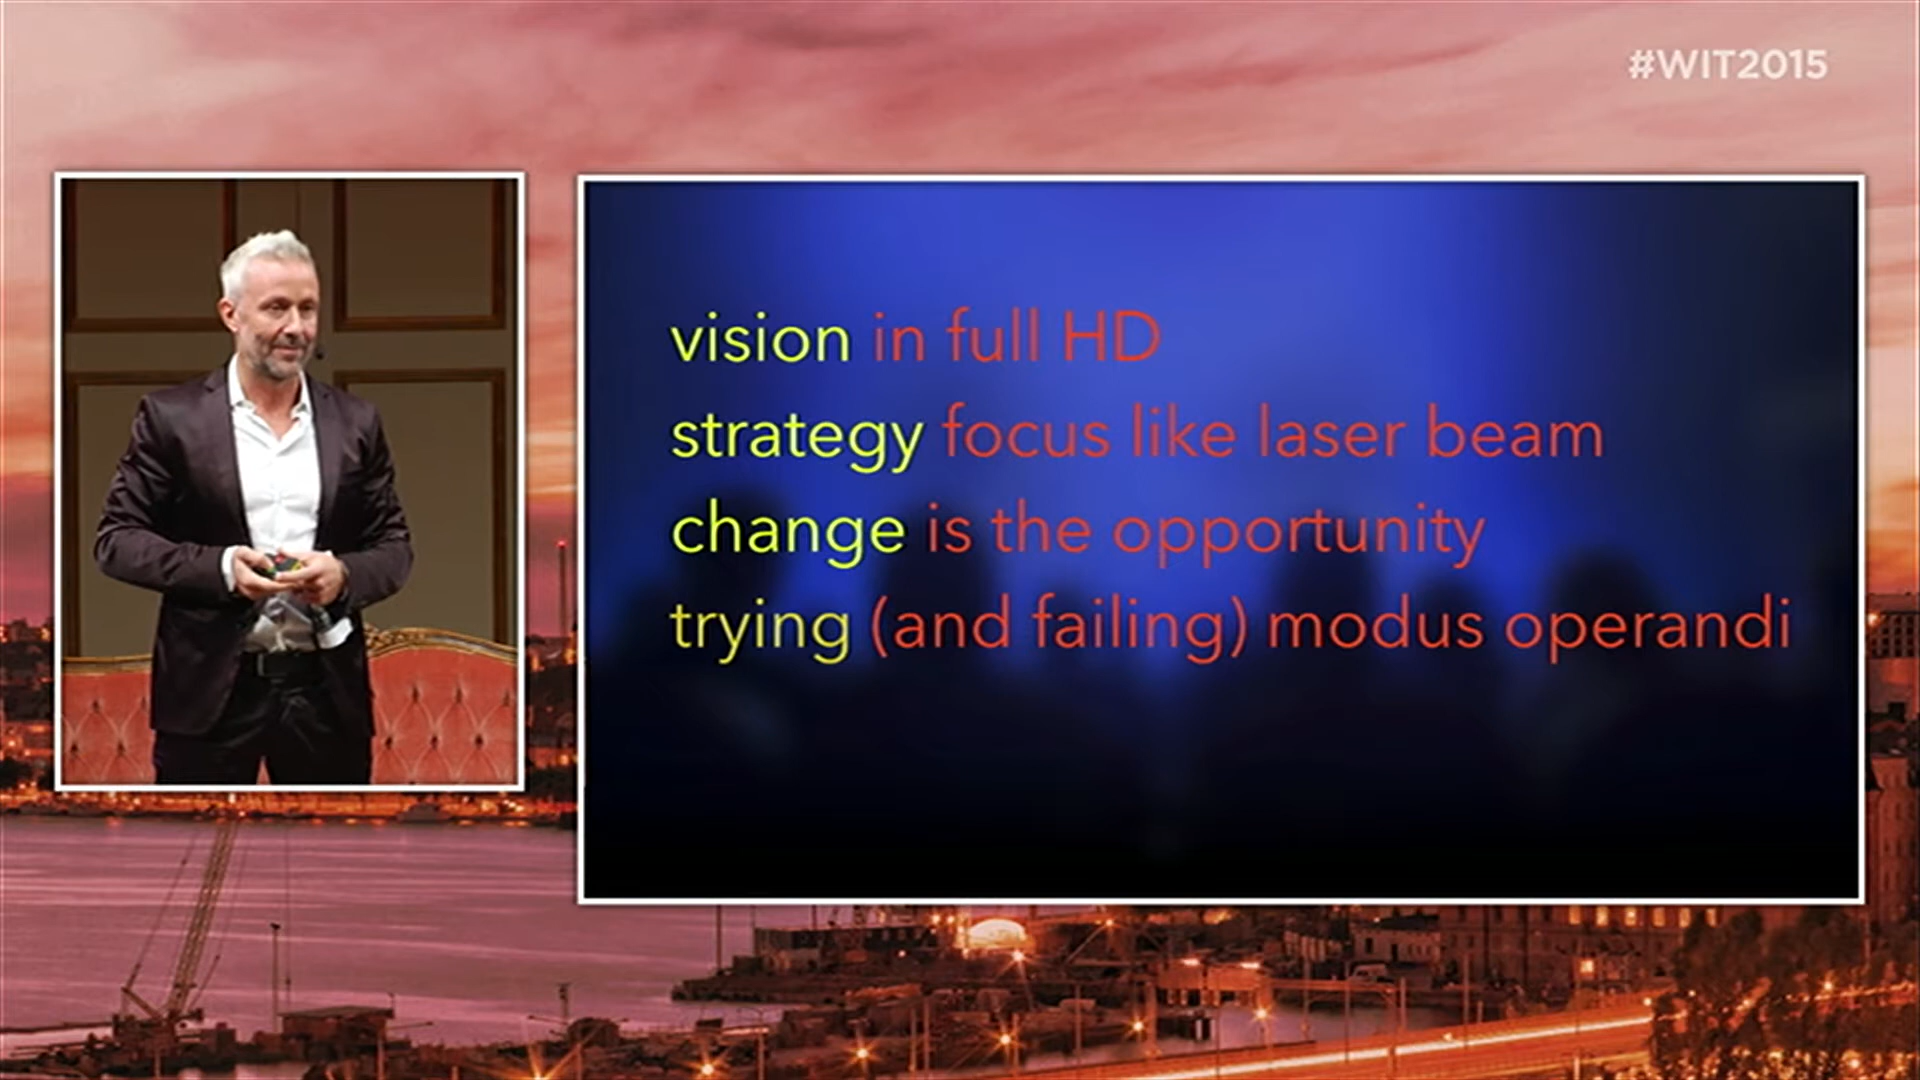 #WIT2015
vision in full HD
strategy focus like laser beam
change is the opportunity
trying (and failing) modus operandi